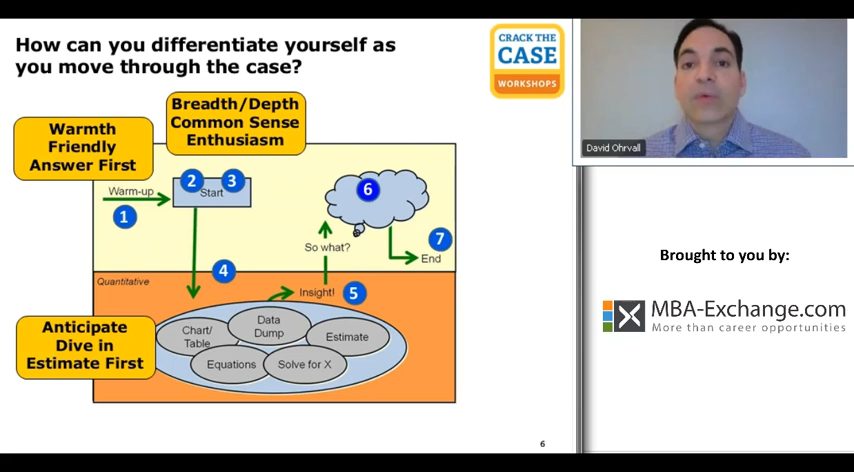 How can you differentiate yourself as
you move through the case?
CRACK THE
CASE
WORKSHOPS
Breadth/Depth
Common Sense
Enthusiasm
Warmth
Friendly
Answer First
Warm-up
1
2
3
Start
6
So what?
7
End
4
Quantitative
Insight!
5
Anticipate
Dive in
Estimate First
Chart/
Table
Data
Dump
Estimate
Equations
Solve for X
6
David Ohrvall
Brought to you by:
MBA-Exchange.com
More than career opportunities